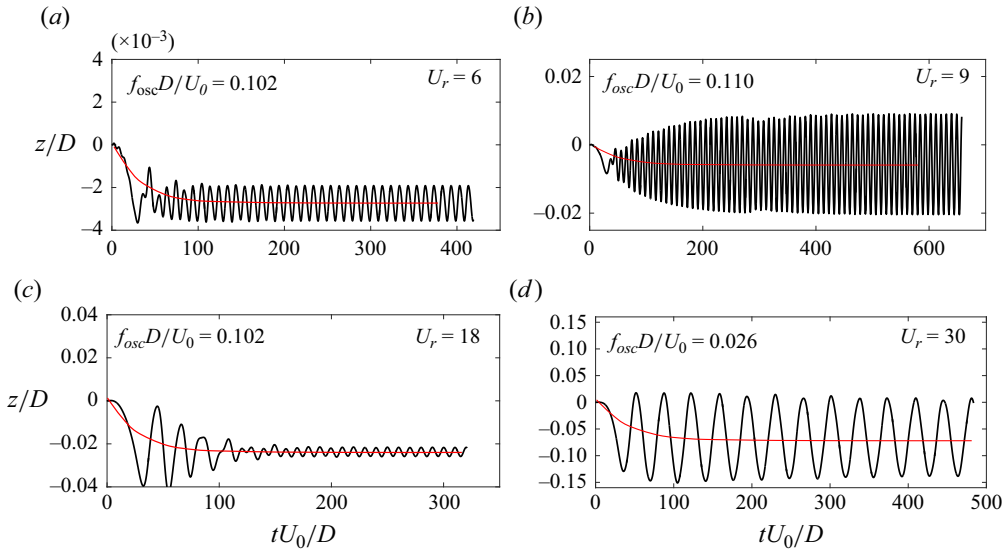 (a)
(×10⁻³)
4
f_osc D/U_0 = 0.102
U_r = 6
2
z/D
0
−2
−4
0
100
200
300
400
(b)
0.02
f_osc D/U_0 = 0.110
U_r = 9
0
−0.02
0
200
400
600
(c)
0.04
f_osc D/U_0 = 0.102
U_r = 18
0.02
z/D
0
−0.02
−0.04
0
100
200
300
tU_0/D
(d)
0.15
f_osc D/U_0 = 0.026
U_r = 30
0.10
0.05
0
−0.05
−0.10
−0.15
0
100
200
300
400
500
tU_0/D